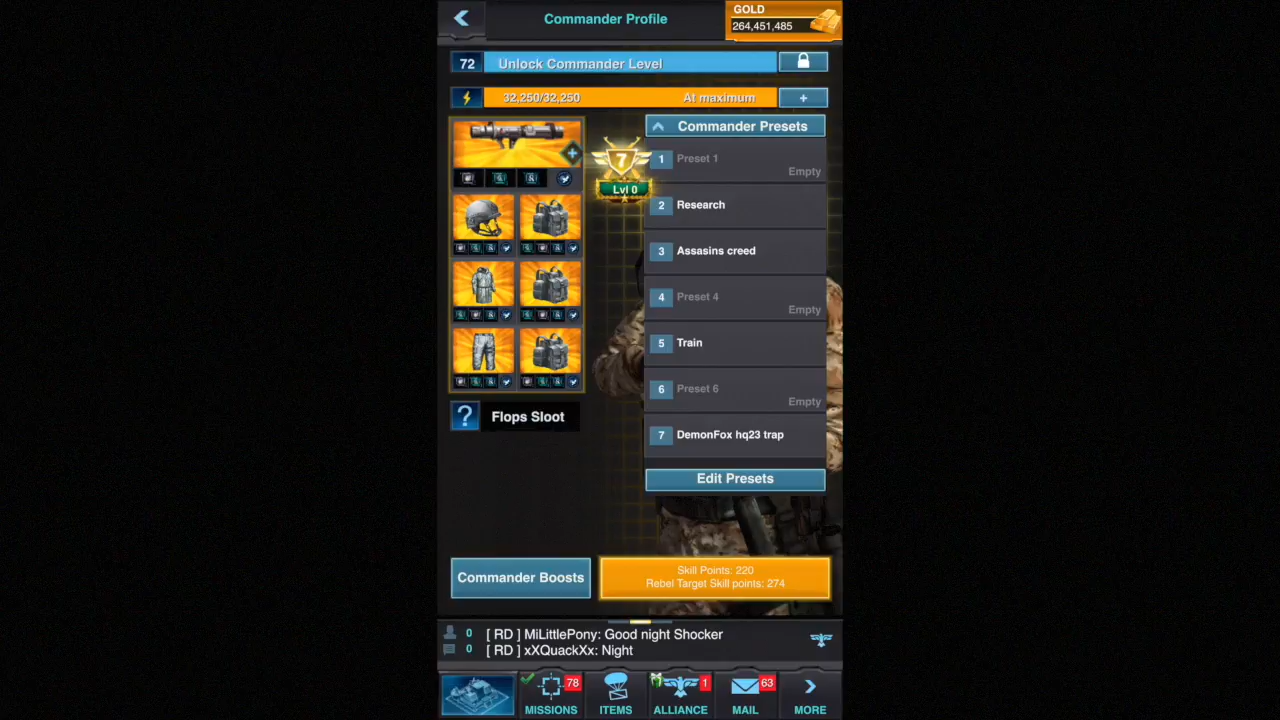 Commander Profile
GOLD
264,451,485
72 Unlock Commander Level
32,250/32,250 At maximum +
Commander Presets
7
Lvl 0
1 Preset 1
Empty
2 Research
3 Assasins creed
4 Preset 4
Empty
5 Train
6 Preset 6
Empty
7 DemonFox hq23 trap
? Flops Sloot
Edit Presets
Commander Boosts
Skill Points: 220
Rebel Target Skill points: 274
0 [ RD ] MiLittlePony: Good night Shocker
0 [ RD ] xXQuackXx: Night
78 1 63
MISSIONS ITEMS ALLIANCE MAIL MORE